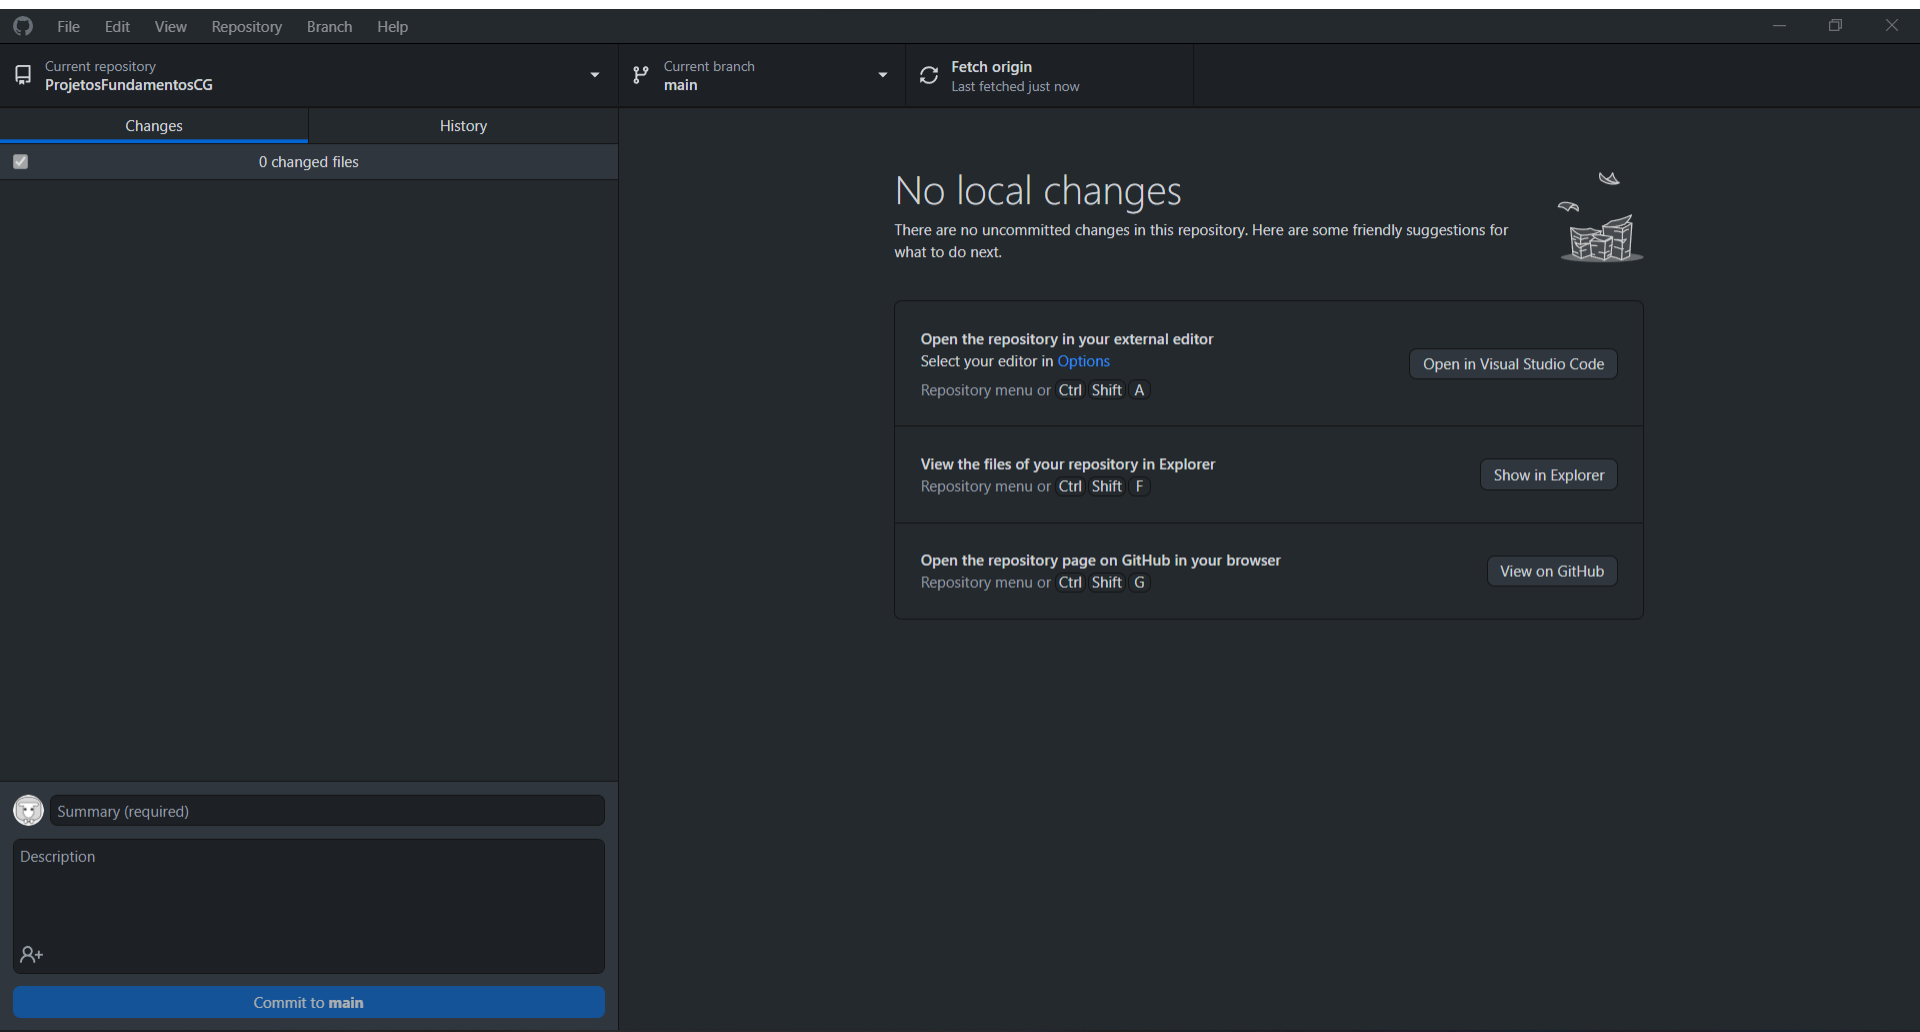 File Edit View Repository Branch Help
Current repository
ProjetosFundamentosCG
Current branch
main
Fetch origin
Last fetched just now
Changes
History
0 changed files
No local changes
There are no uncommitted changes in this repository. Here are some friendly suggestions for
what to do next.
Open the repository in your external editor
Select your editor in Options
Repository menu or Ctrl Shift A
Open in Visual Studio Code
View the files of your repository in Explorer
Repository menu or Ctrl Shift F
Show in Explorer
Open the repository page on GitHub in your browser
Repository menu or Ctrl Shift G
View on GitHub
Summary (required)
Description
Commit to main